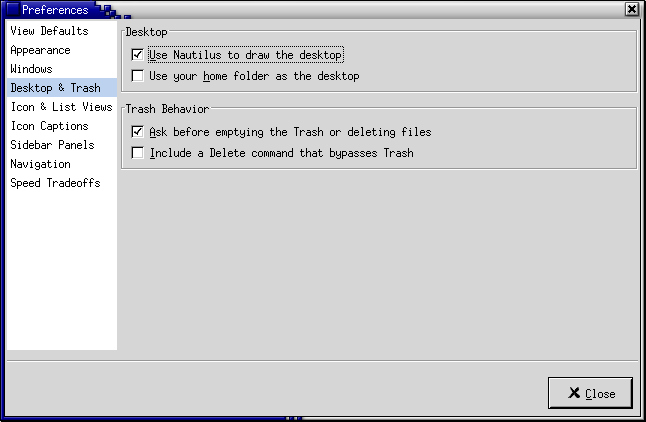 Preferences
View Defaults
Appearance
Windows
Desktop & Trash
Icon & List Views
Icon Captions
Sidebar Panels
Navigation
Speed Tradeoffs
Desktop
Use Nautilus to draw the desktop
Use your home folder as the desktop
Trash Behavior
Ask before emptying the Trash or deleting files
Include a Delete command that bypasses Trash
Close